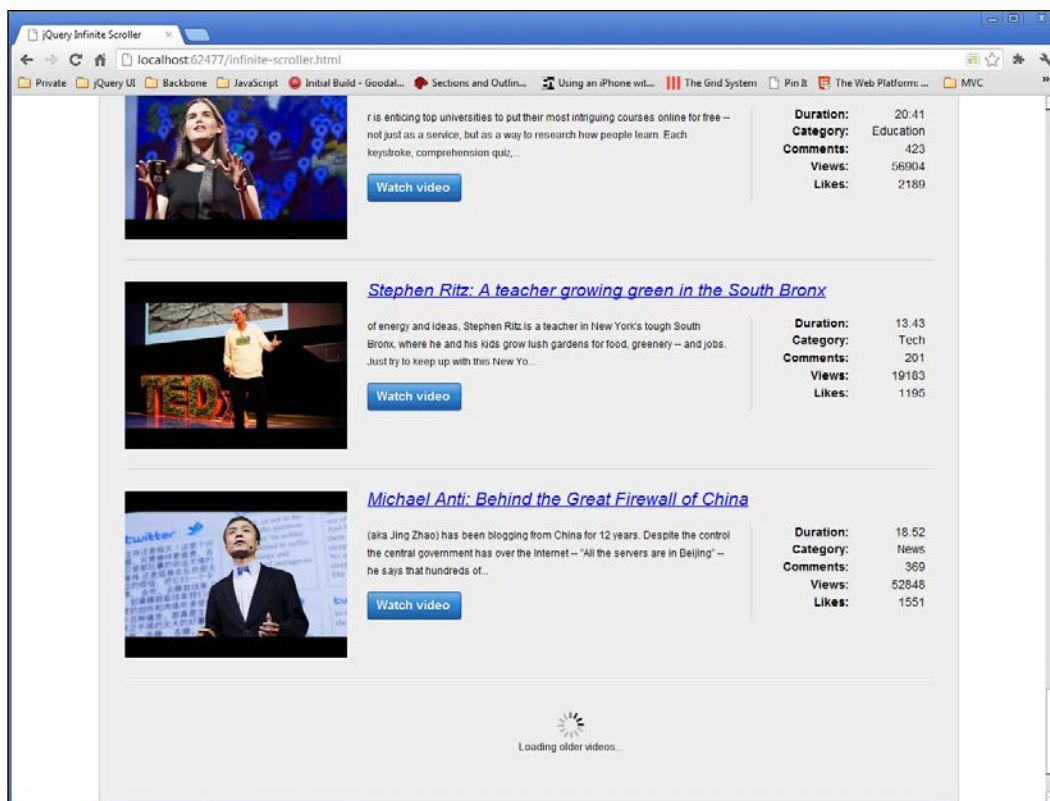 jQuery Infinite Scroller
localhost:62477/infinite-scroller.html
Private
jQuery UI
Backbone
JavaScript
Initial Build - Goodal...
Sections and Outlin...
Using an iPhone wit...
The Grid System
Pin It
The Web Platform: ...
MVC
r is enticing top universities to put their most intriguing courses online for free --
not just as a service, but as a way to research how people learn. Each
keystroke, comprehension quiz,...
Watch video
Duration: 20:41
Category: Education
Comments: 423
Views: 56904
Likes: 2189
Stephen Ritz: A teacher growing green in the South Bronx
of energy and ideas, Stephen Ritz is a teacher in New York's tough South
Bronx, where he and his kids grow lush gardens for food, greenery -- and jobs.
Just try to keep up with this New Yo...
Watch video
Duration: 13:43
Category: Tech
Comments: 201
Views: 19183
Likes: 1195
TEDx
Michael Anti: Behind the Great Firewall of China
(aka Jing Zhao) has been blogging from China for 12 years. Despite the control
the central government has over the Internet -- "All the servers are in Beijing" --
he says that hundreds of...
Watch video
Duration: 18:52
Category: News
Comments: 369
Views: 52848
Likes: 1551
twitter
Loading older videos...